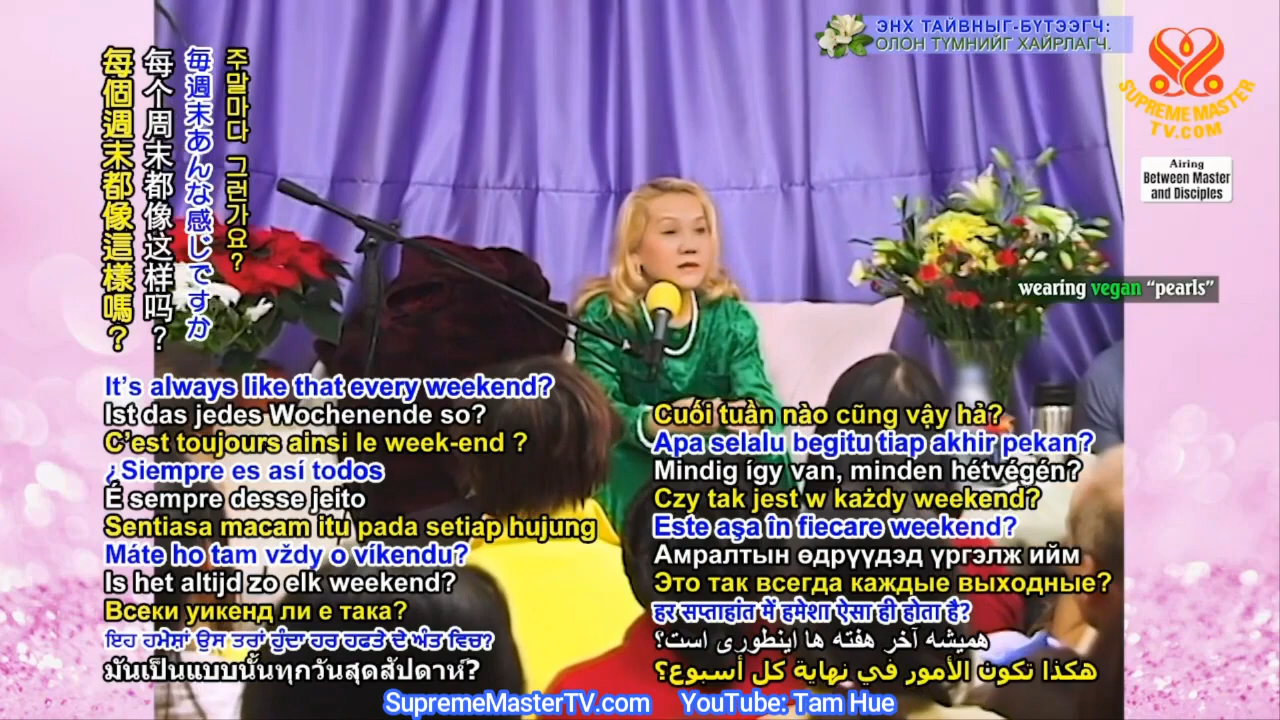 ЭНХ ТАЙВНЫГ-БҮТЭЭГЧ:
ОЛОН ТҮМНИЙГ ХАЙРЛАГЧ.
SUPREME MASTER
TV.COM
Airing
Between Master
and Disciples
wearing vegan “pearls”
주말마다 그런가요?
毎週末あんな感じですか
每个周末都像这样吗？
每個週末都像這樣嗎？
It’s always like that every weekend?
Ist das jedes Wochenende so?
C’est toujours ainsi le week-end ?
¿Siempre es así todos
É sempre desse jeito
Sentiasa macam itu pada setiap hujung
Máte ho tam vždy o víkendu?
Is het altijd zo elk weekend?
Всеки уикенд ли е така?
ਇਹ ਹਮੇਸ਼ਾਂ ਉਸ ਤਰਾਂ ਹੁੰਦਾ ਹਰ ਹਫਤੇ ਦੇ ਅੰਤ ਵਿਚ?
มันเป็นแบบนั้นทุกวันสุดสัปดาห์?
Cuối tuần nào cũng vậy hả?
Apa selalu begitu tiap akhir pekan?
Mindig így van, minden hétvégén?
Czy tak jest w każdy weekend?
Este aşa în fiecare weekend?
Амралтын өдрүүдэд үргэлж ийм
Это так всегда каждые выходные?
हर सप्ताहांत में हमेशा ऐसा ही होता है?
همیشه آخر هفته ها اینطوری است؟
هكذا تكون الأمور في نهاية كل أسبوع؟
SupremeMasterTV.com YouTube: Tam Hue